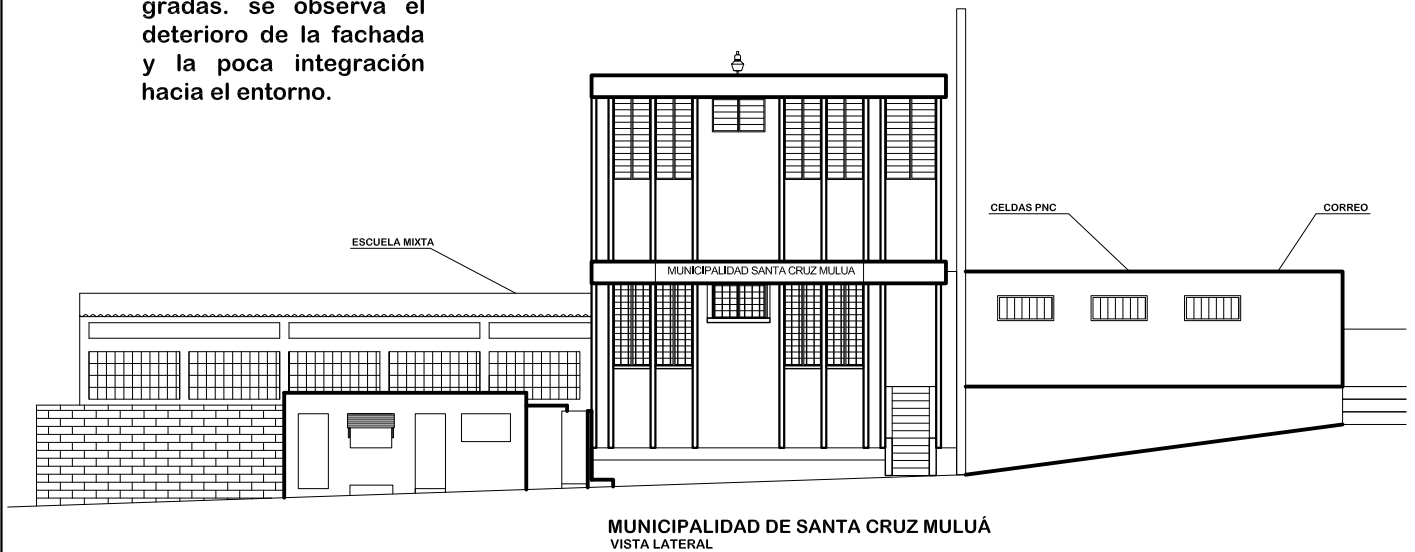 gradas. se observa el
deterioro de la fachada
y la poca integración
hacia el entorno.
CELDAS PNC
CORREO
ESCUELA MIXTA
MUNICIPALIDAD SANTA CRUZ MULUA
MUNICIPALIDAD DE SANTA CRUZ MULUÁ
VISTA LATERAL